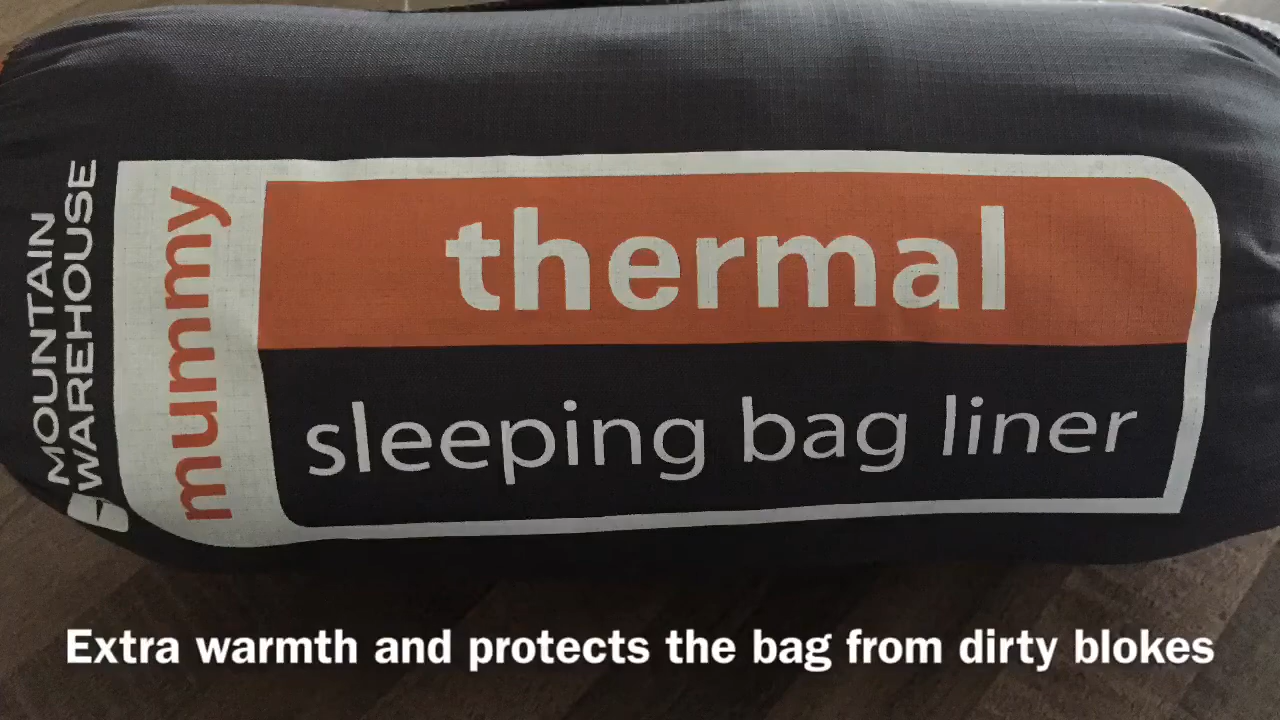 MOUNTAIN
WAREHOUSE
mummy
thermal
sleeping bag liner
Extra warmth and protects the bag from dirty blokes